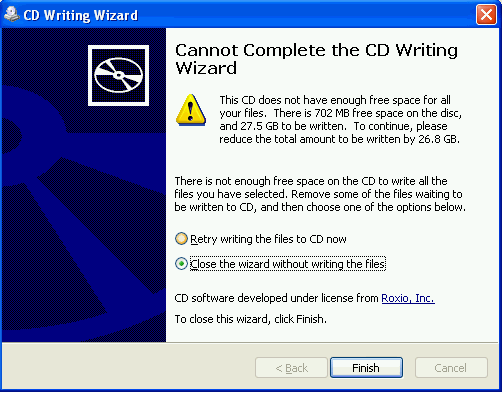 CD Writing Wizard
Cannot Complete the CD Writing
Wizard
This CD does not have enough free space for all
your files.  There is 702 MB free space on the disc,
and 27.5 GB to be written.  To continue, please
reduce the total amount to be written by 26.8 GB.
There is not enough free space on the CD to write all the
files you have selected. Remove some of the files waiting to
be written to CD, and then choose one of the options below.
Retry writing the files to CD now
Close the wizard without writing the files
CD software developed under license from Roxio, Inc.
To close this wizard, click Finish.
< Back
Finish
Cancel